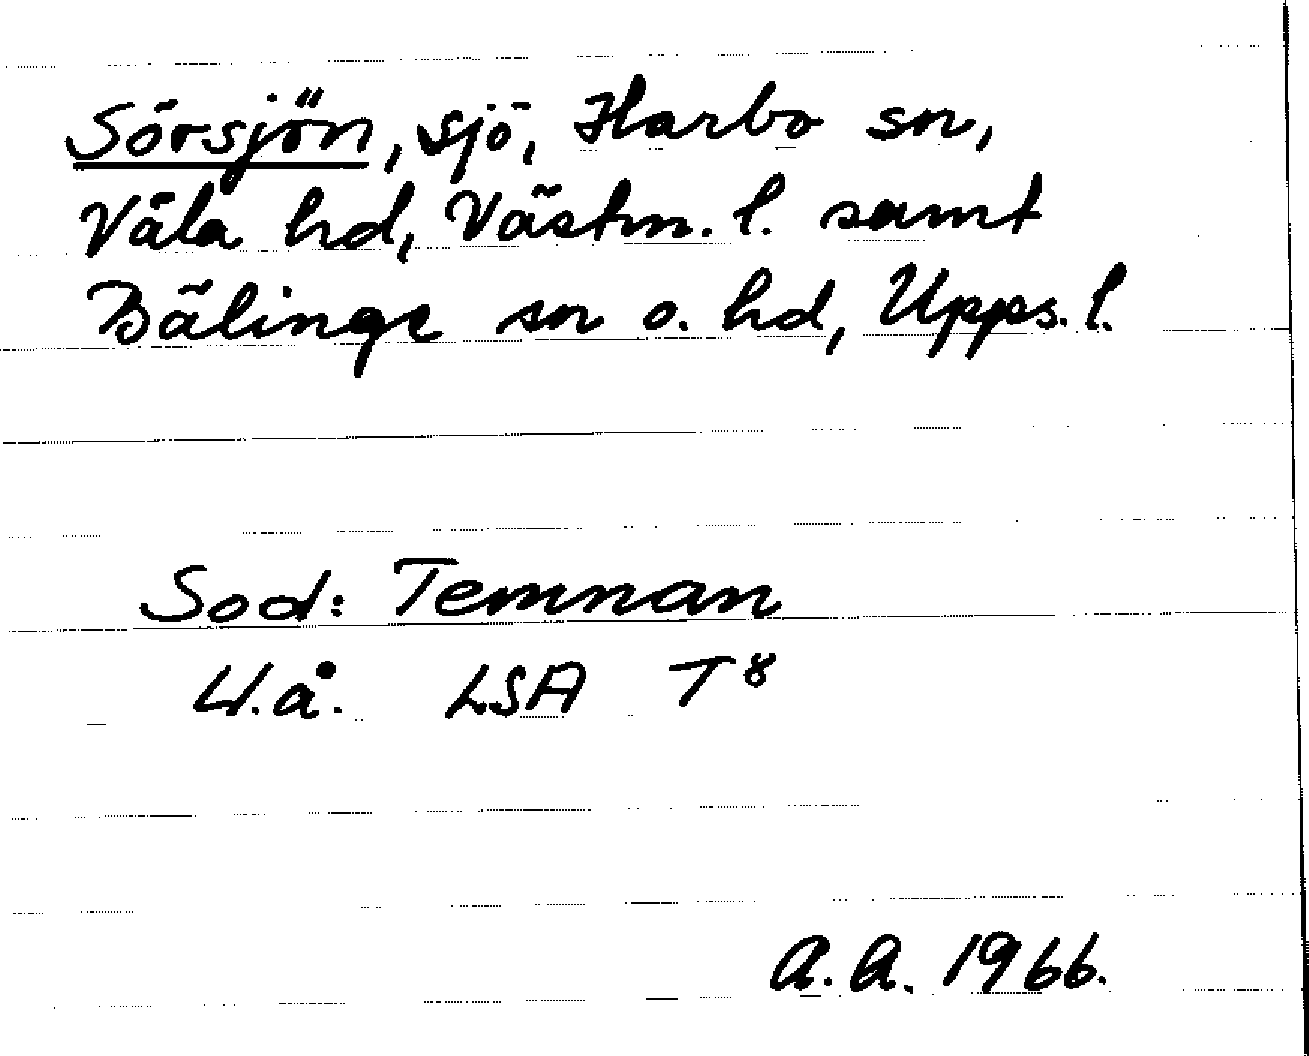 Sörsjön, sjö, Harbo sn,
Våla hd, Västm. l. samt
Bälinge sn o. hd, Upps. l.
Sod: Temnan
U.å. LSA T8
A.A. 1966.